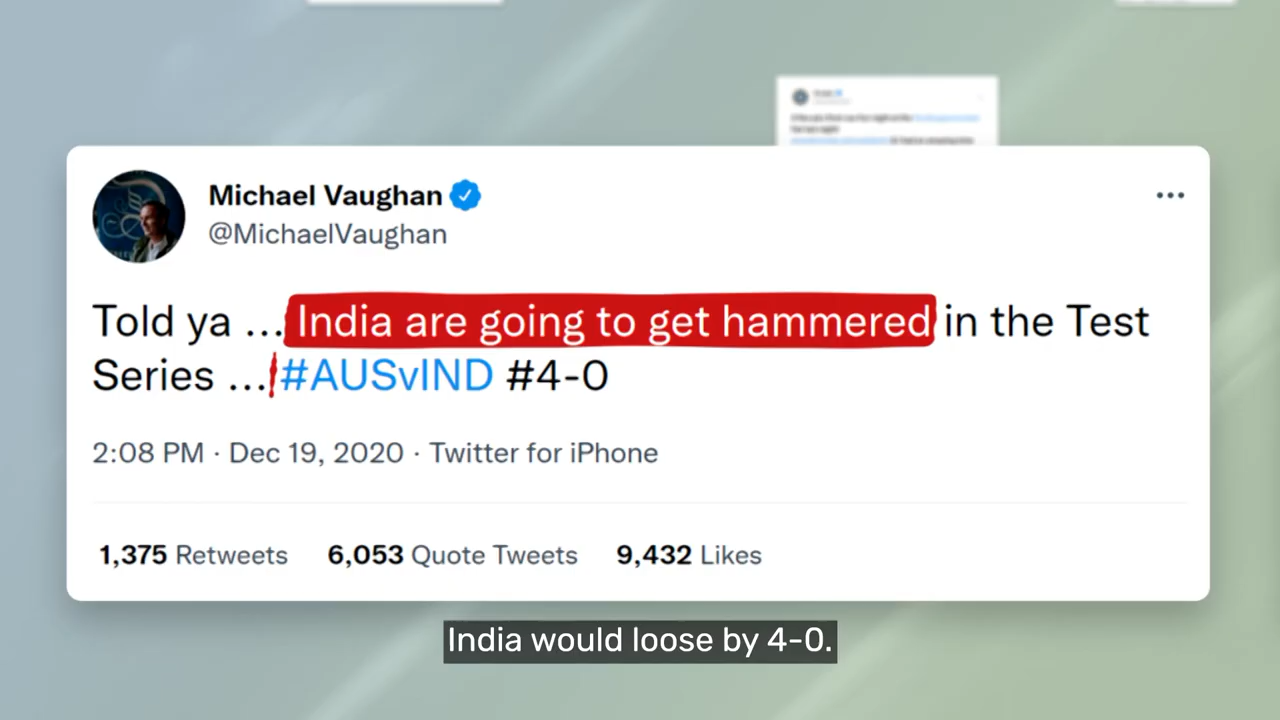 Michael Vaughan
@MichaelVaughan
Told ya ... India are going to get hammered in the Test
Series ... #AUSvIND #4-0
2:08 PM · Dec 19, 2020 · Twitter for iPhone
1,375 Retweets 6,053 Quote Tweets 9,432 Likes
India would loose by 4-0.